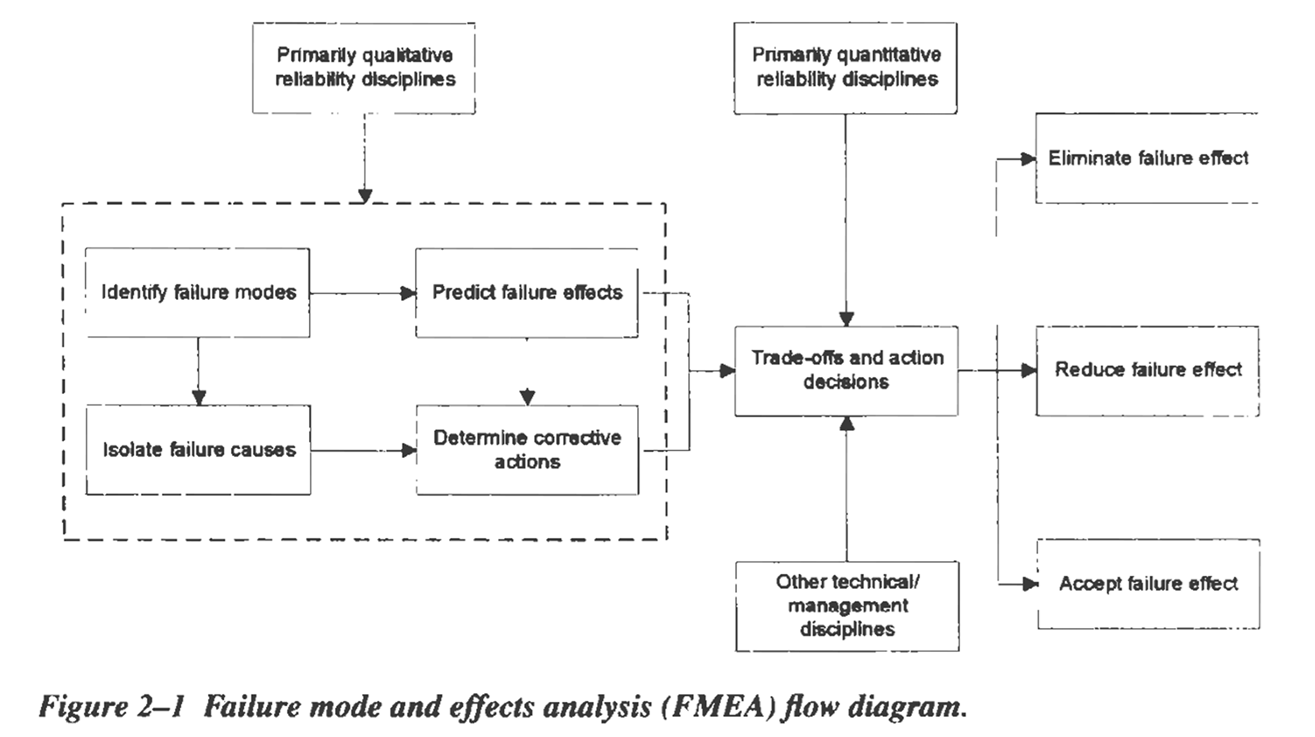 Primarily qualitative
reliability disciplines
Primarily quantitative
reliability disciplines
Eliminate failure effect
Identify failure modes
Predict failure effects
Trade-offs and action
decisions
Reduce failure effect
Isolate failure causes
Determine corrective
actions
Other technical/
management
disciplines
Accept failure effect
Figure 2–1 Failure mode and effects analysis (FMEA) flow diagram.